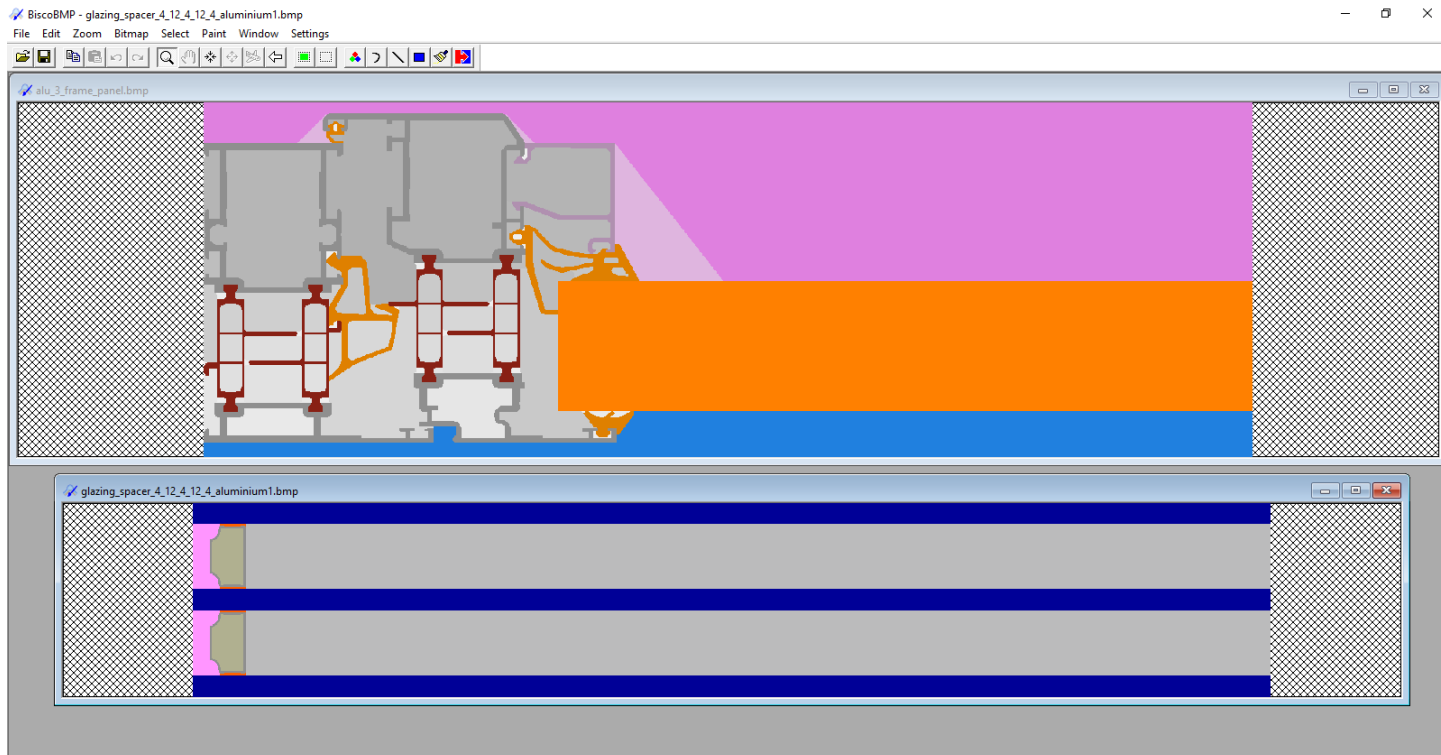 BiscoBMP - glazing_spacer_4_12_4_12_4_aluminium1.bmp
File Edit Zoom Bitmap Select Paint Window Settings
alu_3_frame_panel.bmp
glazing_spacer_4_12_4_12_4_aluminium1.bmp